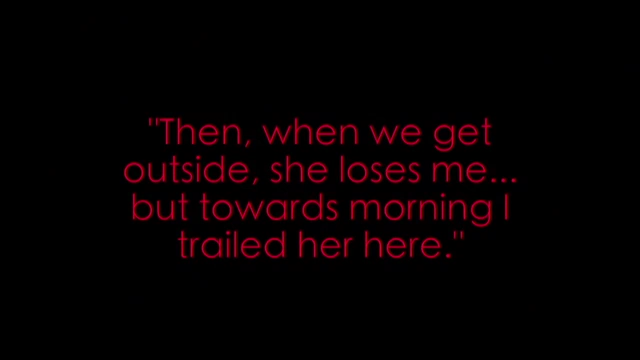 "Then, when we get
outside, she loses me...
but towards morning I
trailed her here."